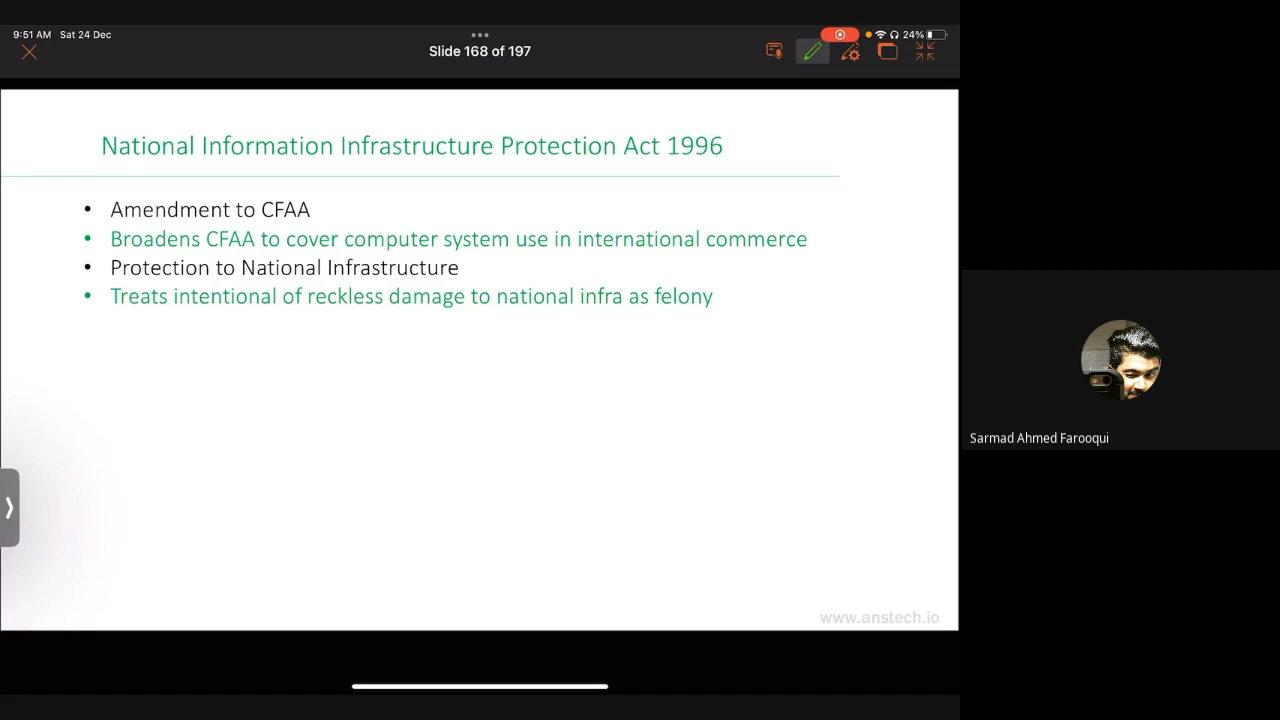 9:51 AM Sat 24 Dec
24%
Slide 168 of 197
National Information Infrastructure Protection Act 1996
• Amendment to CFAA
• Broadens CFAA to cover computer system use in international commerce
• Protection to National Infrastructure
• Treats intentional of reckless damage to national infra as felony
Sarmad Ahmed Farooqui
www.anstech.io